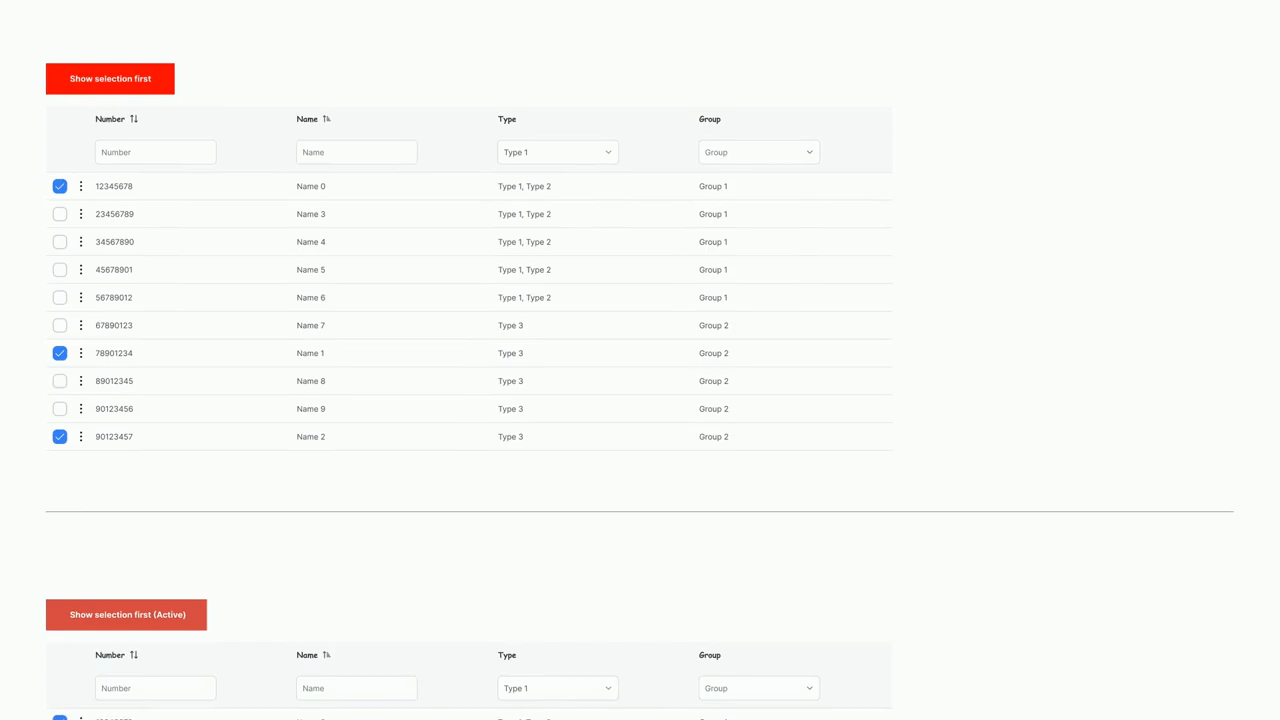 Show selection first
Number Name Type Group
Number Name Type 1 Group
12345678 Name 0 Type 1, Type 2 Group 1
23456789 Name 3 Type 1, Type 2 Group 1
34567890 Name 4 Type 1, Type 2 Group 1
45678901 Name 5 Type 1, Type 2 Group 1
56789012 Name 6 Type 1, Type 2 Group 1
67890123 Name 7 Type 3 Group 2
78901234 Name 1 Type 3 Group 2
89012345 Name 8 Type 3 Group 2
90123456 Name 9 Type 3 Group 2
90123457 Name 2 Type 3 Group 2
Show selection first (Active)
Number Name Type Group
Number Name Type 1 Group